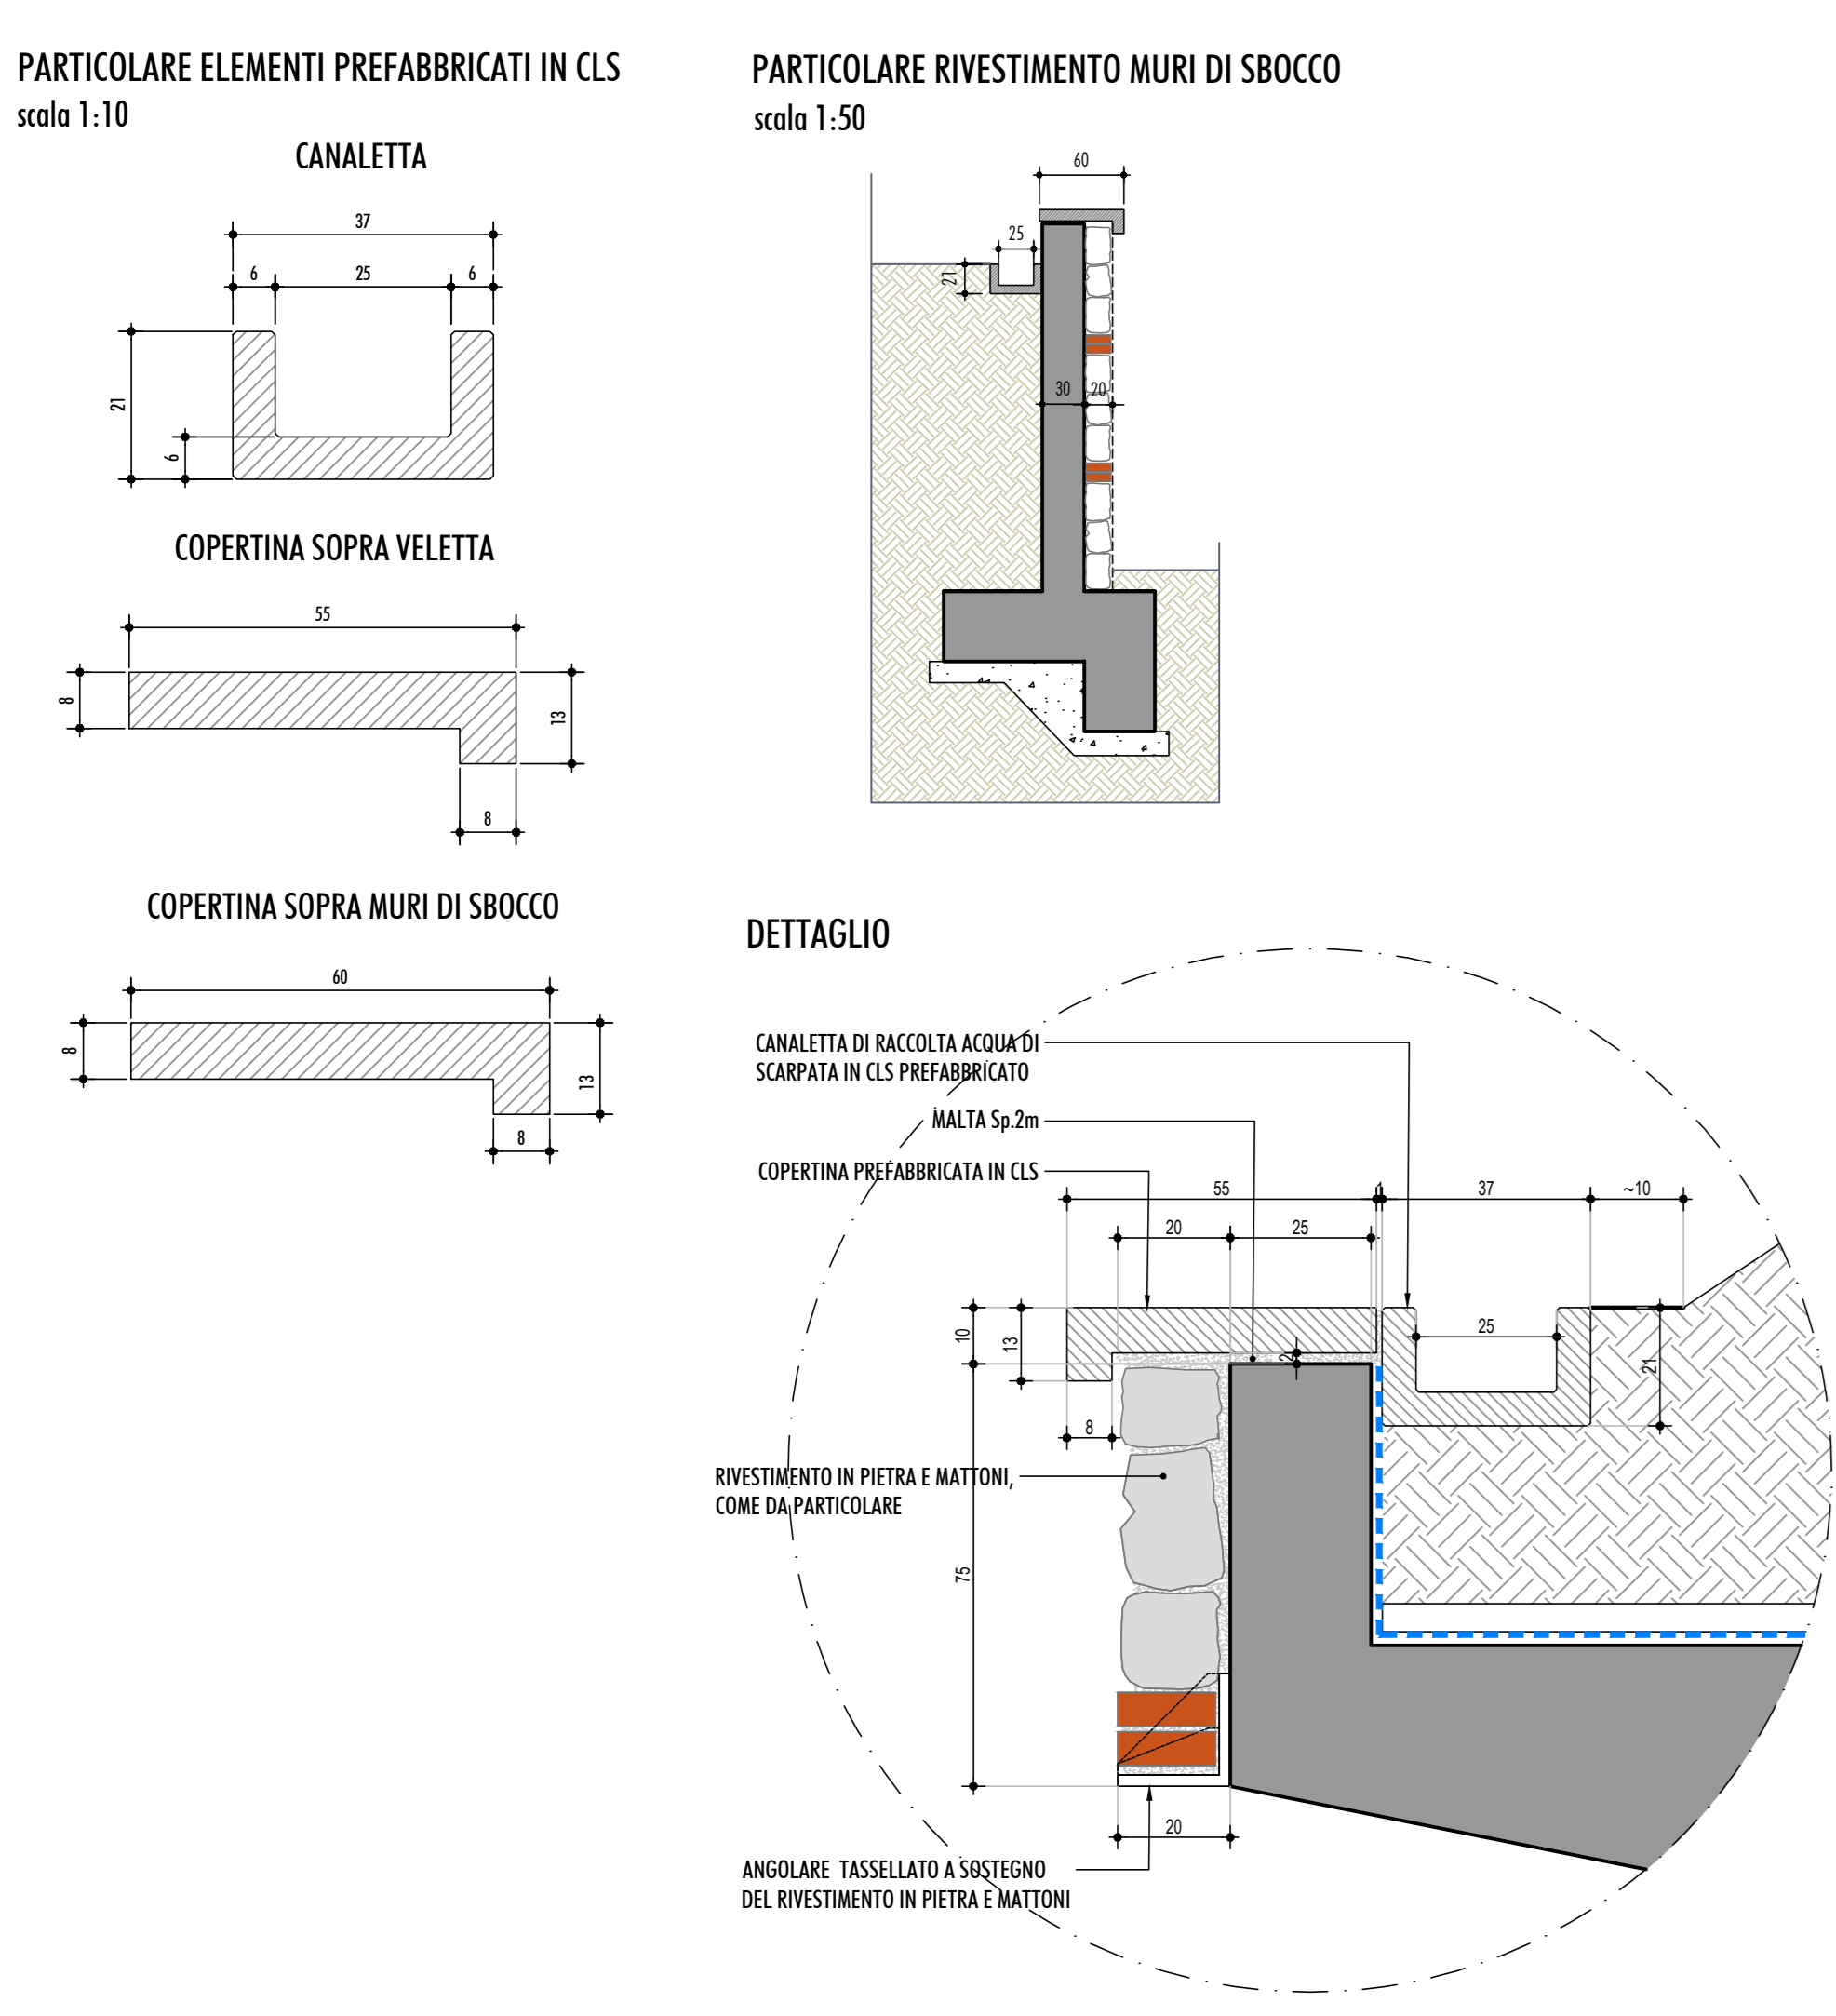 PARTICOLARE ELEMENTI PREFABBRICATI IN CLS
scala 1:10
CANALETTA
37
6 25 6
21
6
COPERTINA SOPRA VELETTA
55
8
13
8
COPERTINA SOPRA MURI DI SBOCCO
60
8
13
8
PARTICOLARE RIVESTIMENTO MURI DI SBOCCO
scala 1:50
60
25
21
30 20
DETTAGLIO
CANALETTA DI RACCOLTA ACQUA DI
SCARPATA IN CLS PREFABBRICATO
MALTA Sp.2m
COPERTINA PREFABBRICATA IN CLS
55 1 37 ~10
20 25
10
13
25
2
21
8
RIVESTIMENTO IN PIETRA E MATTONI,
COME DA PARTICOLARE
75
20
ANGOLARE TASSELLATO A SOSTEGNO
DEL RIVESTIMENTO IN PIETRA E MATTONI